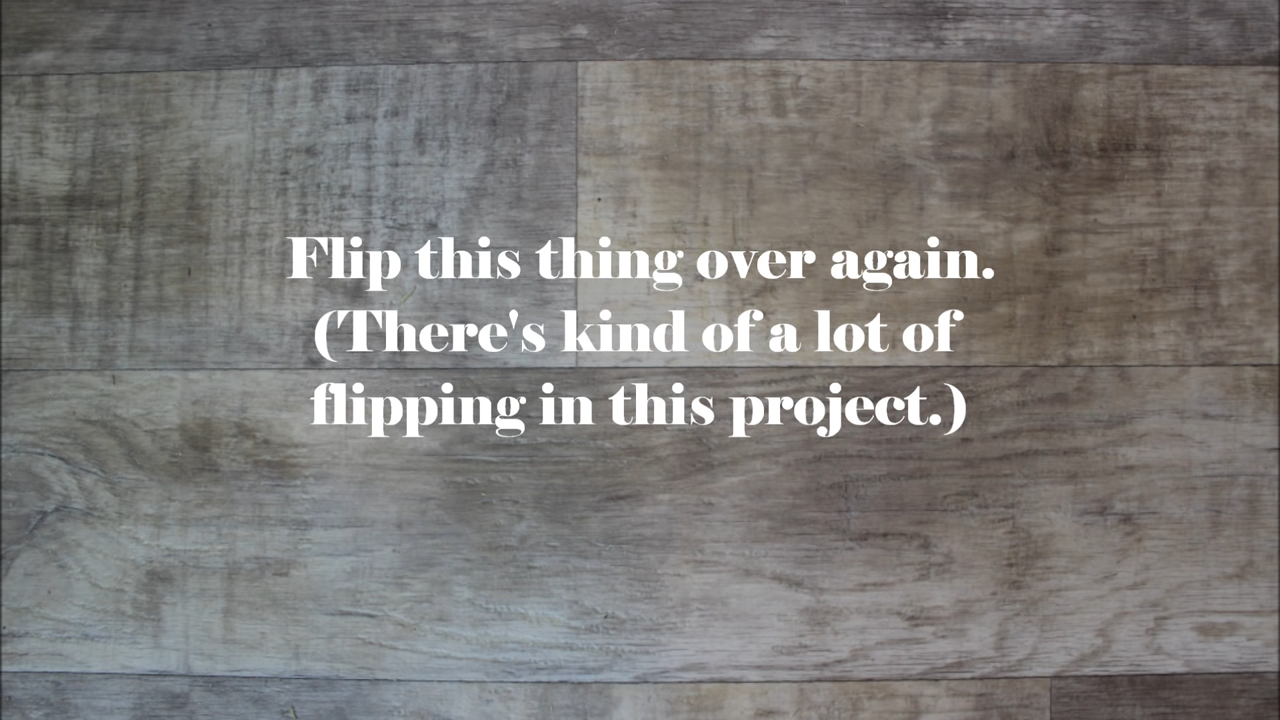 Flip this thing over again.
(There's kind of a lot of
flipping in this project.)